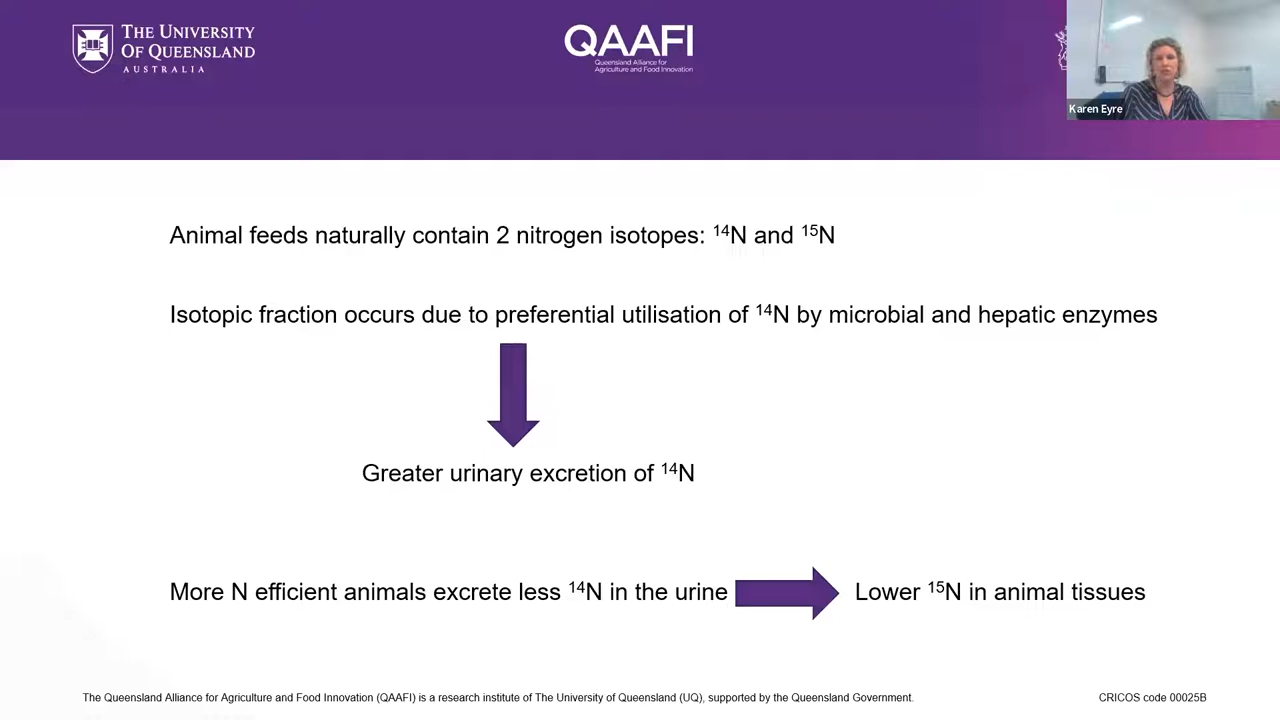 THE UNIVERSITY
OF QUEENSLAND
AUSTRALIA
QAAFI
Queensland Alliance for
Agriculture and Food Innovation
Karen Eyre
Animal feeds naturally contain 2 nitrogen isotopes: ¹⁴N and ¹⁵N
Isotopic fraction occurs due to preferential utilisation of ¹⁴N by microbial and hepatic enzymes
Greater urinary excretion of ¹⁴N
More N efficient animals excrete less ¹⁴N in the urine
Lower ¹⁵N in animal tissues
The Queensland Alliance for Agriculture and Food Innovation (QAAFI) is a research institute of The University of Queensland (UQ), supported by the Queensland Government.
CRICOS code 00025B